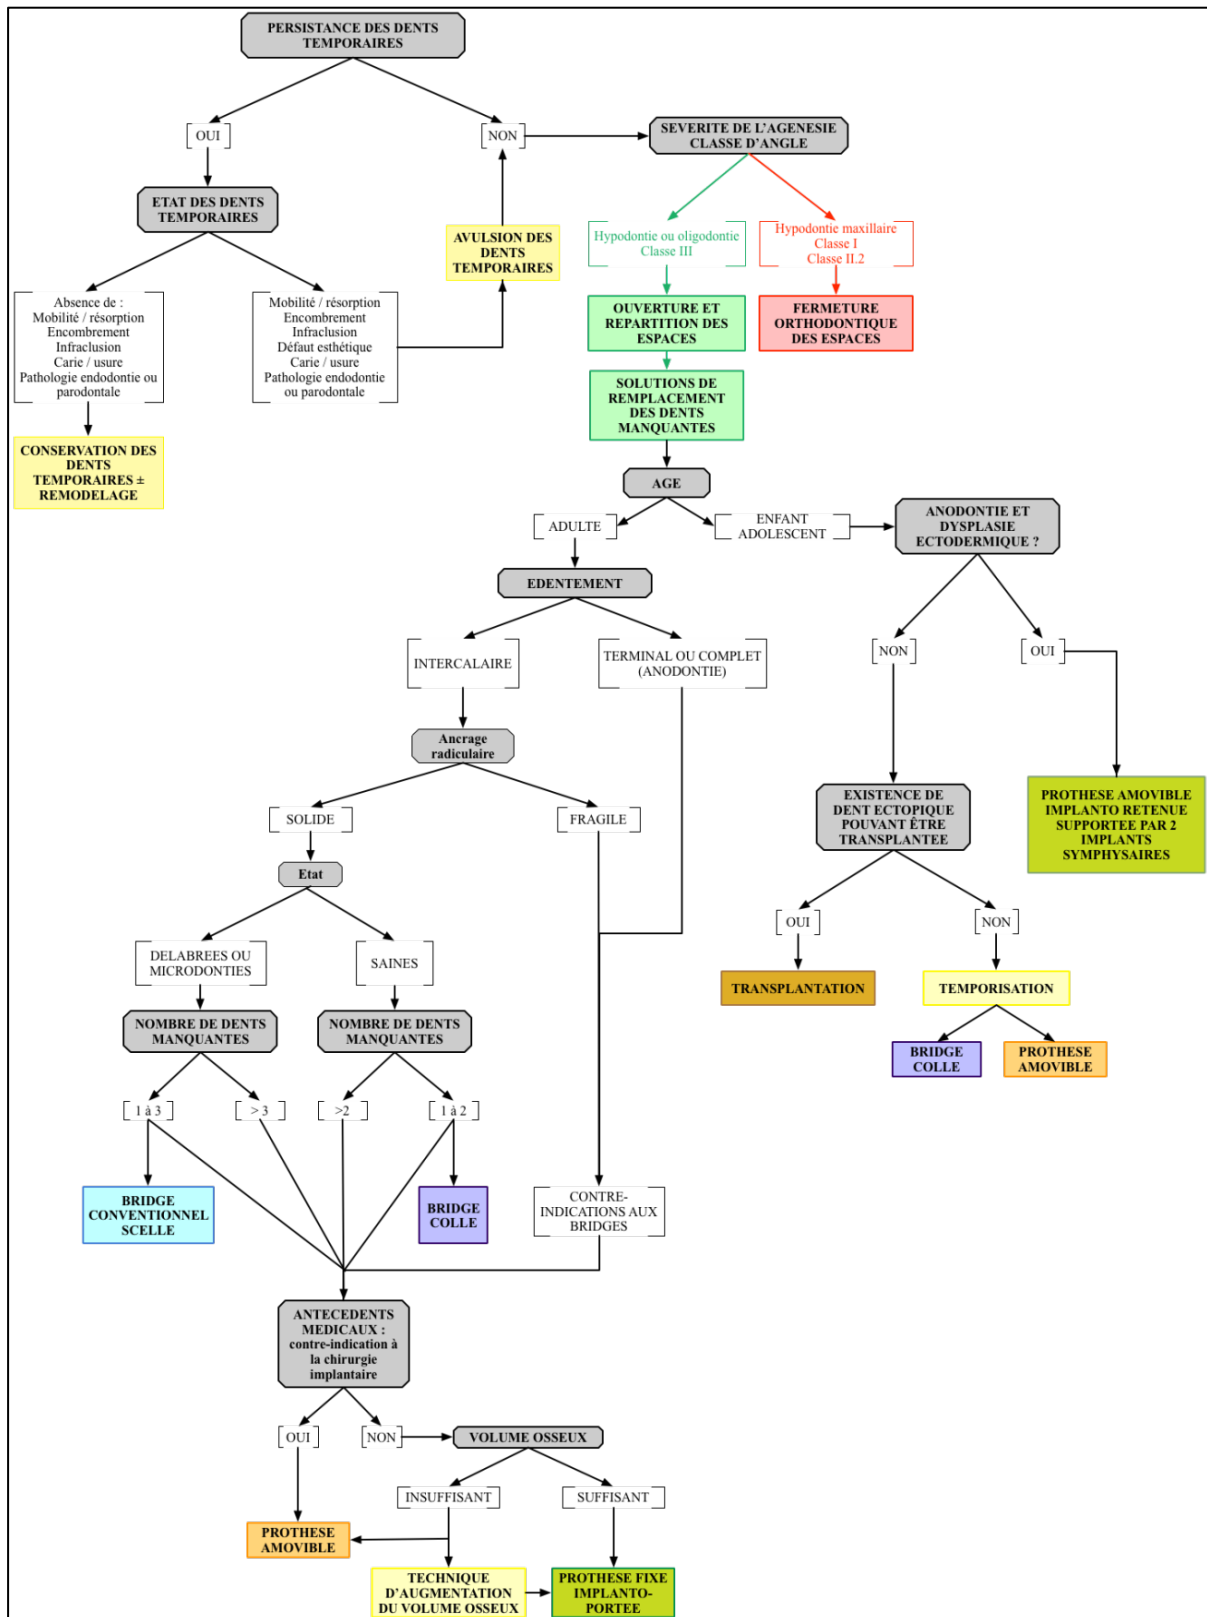 PERSISTANCE DES DENTS
TEMPORAIRES
OUI
NON
SEVERITE DE L'AGENESIE
CLASSE D'ANGLE
ETAT DES DENTS
TEMPORAIRES
AVULSION DES
DENTS
TEMPORAIRES
Hypodontie ou oligodontie
Classe III
Hypodontie maxillaire
Classe I
Classe II.2
Absence de :
Mobilité / résorption
Encombrement
Infraclusion
Carie / usure
Pathologie endodontie ou
parodontale
Mobilité / résorption
Encombrement
Infraclusion
Défaut esthétique
Carie / usure
Pathologie endodontie
ou parodontale
OUVERTURE ET
REPARTITION DES
ESPACES
FERMETURE
ORTHODONTIQUE
DES ESPACES
SOLUTIONS DE
REMPLACEMENT
DES DENTS
MANQUANTES
CONSERVATION DES
DENTS
TEMPORAIRES ±
REMODELAGE
AGE
ADULTE
ENFANT
ADOLESCENT
ANODONTIE ET
DYSPLASIE
ECTODERMIQUE ?
EDENTEMENT
INTERCALAIRE
TERMINAL OU COMPLET
(ANODONTIE)
NON
OUI
Ancrage
radiculaire
SOLIDE
FRAGILE
EXISTENCE DE
DENT ECTOPIQUE
POUVANT ÊTRE
TRANSPLANTEE
PROTHESE AMOVIBLE
IMPLANTO RETENUE
SUPPORTEE PAR 2
IMPLANTS
SYMPHYSAIRES
Etat
OUI
NON
DELABREES OU
MICRODONTIES
SAINES
TRANSPLANTATION
TEMPORISATION
NOMBRE DE DENTS
MANQUANTES
NOMBRE DE DENTS
MANQUANTES
BRIDGE
COLLE
PROTHESE
AMOVIBLE
1 à 3
> 3
>2
1 à 2
BRIDGE
CONVENTIONNEL
SCELLE
BRIDGE
COLLE
CONTRE-
INDICATIONS AUX
BRIDGES
ANTECEDENTS
MEDICAUX :
contre-indication à
la chirurgie
implantaire
OUI
NON
VOLUME OSSEUX
INSUFFISANT
SUFFISANT
PROTHESE
AMOVIBLE
TECHNIQUE
D'AUGMENTATION
DU VOLUME OSSEUX
PROTHESE FIXE
IMPLANTO-
PORTEE